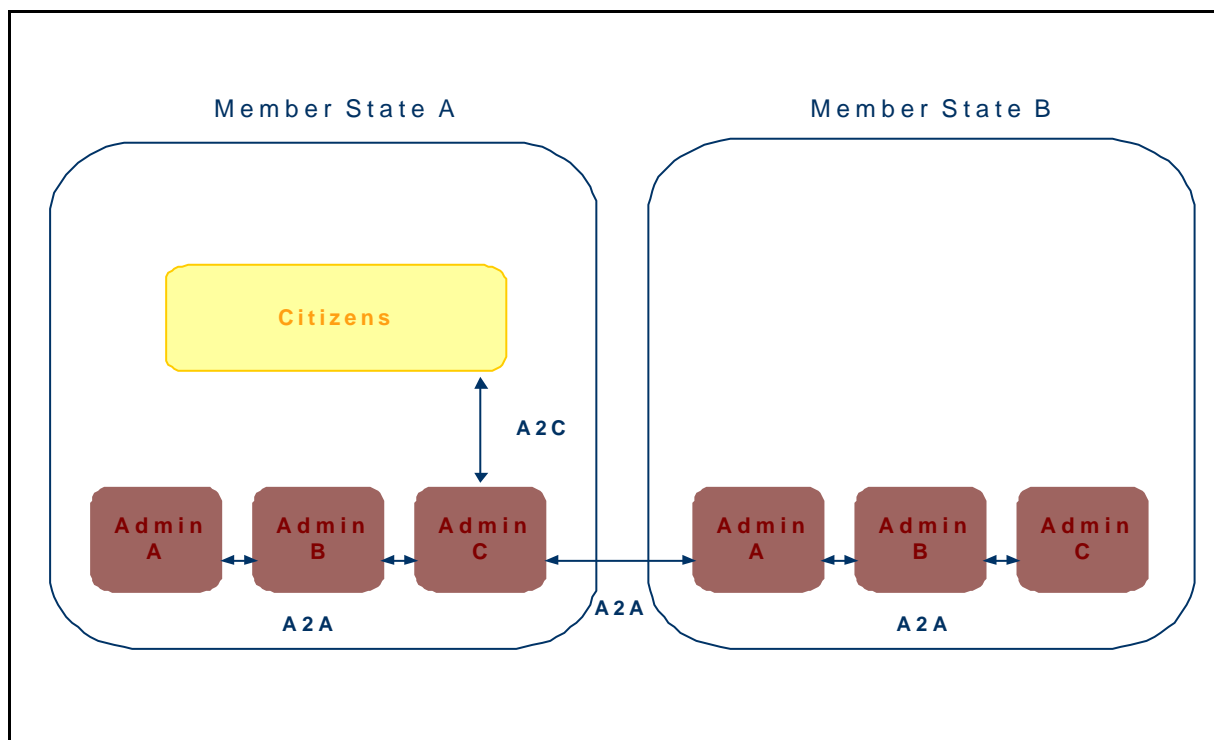 Member State A
Member State B
Citizens
A2C
Admin
A
Admin
B
Admin
C
Admin
A
Admin
B
Admin
C
A2A
A2A
A2A